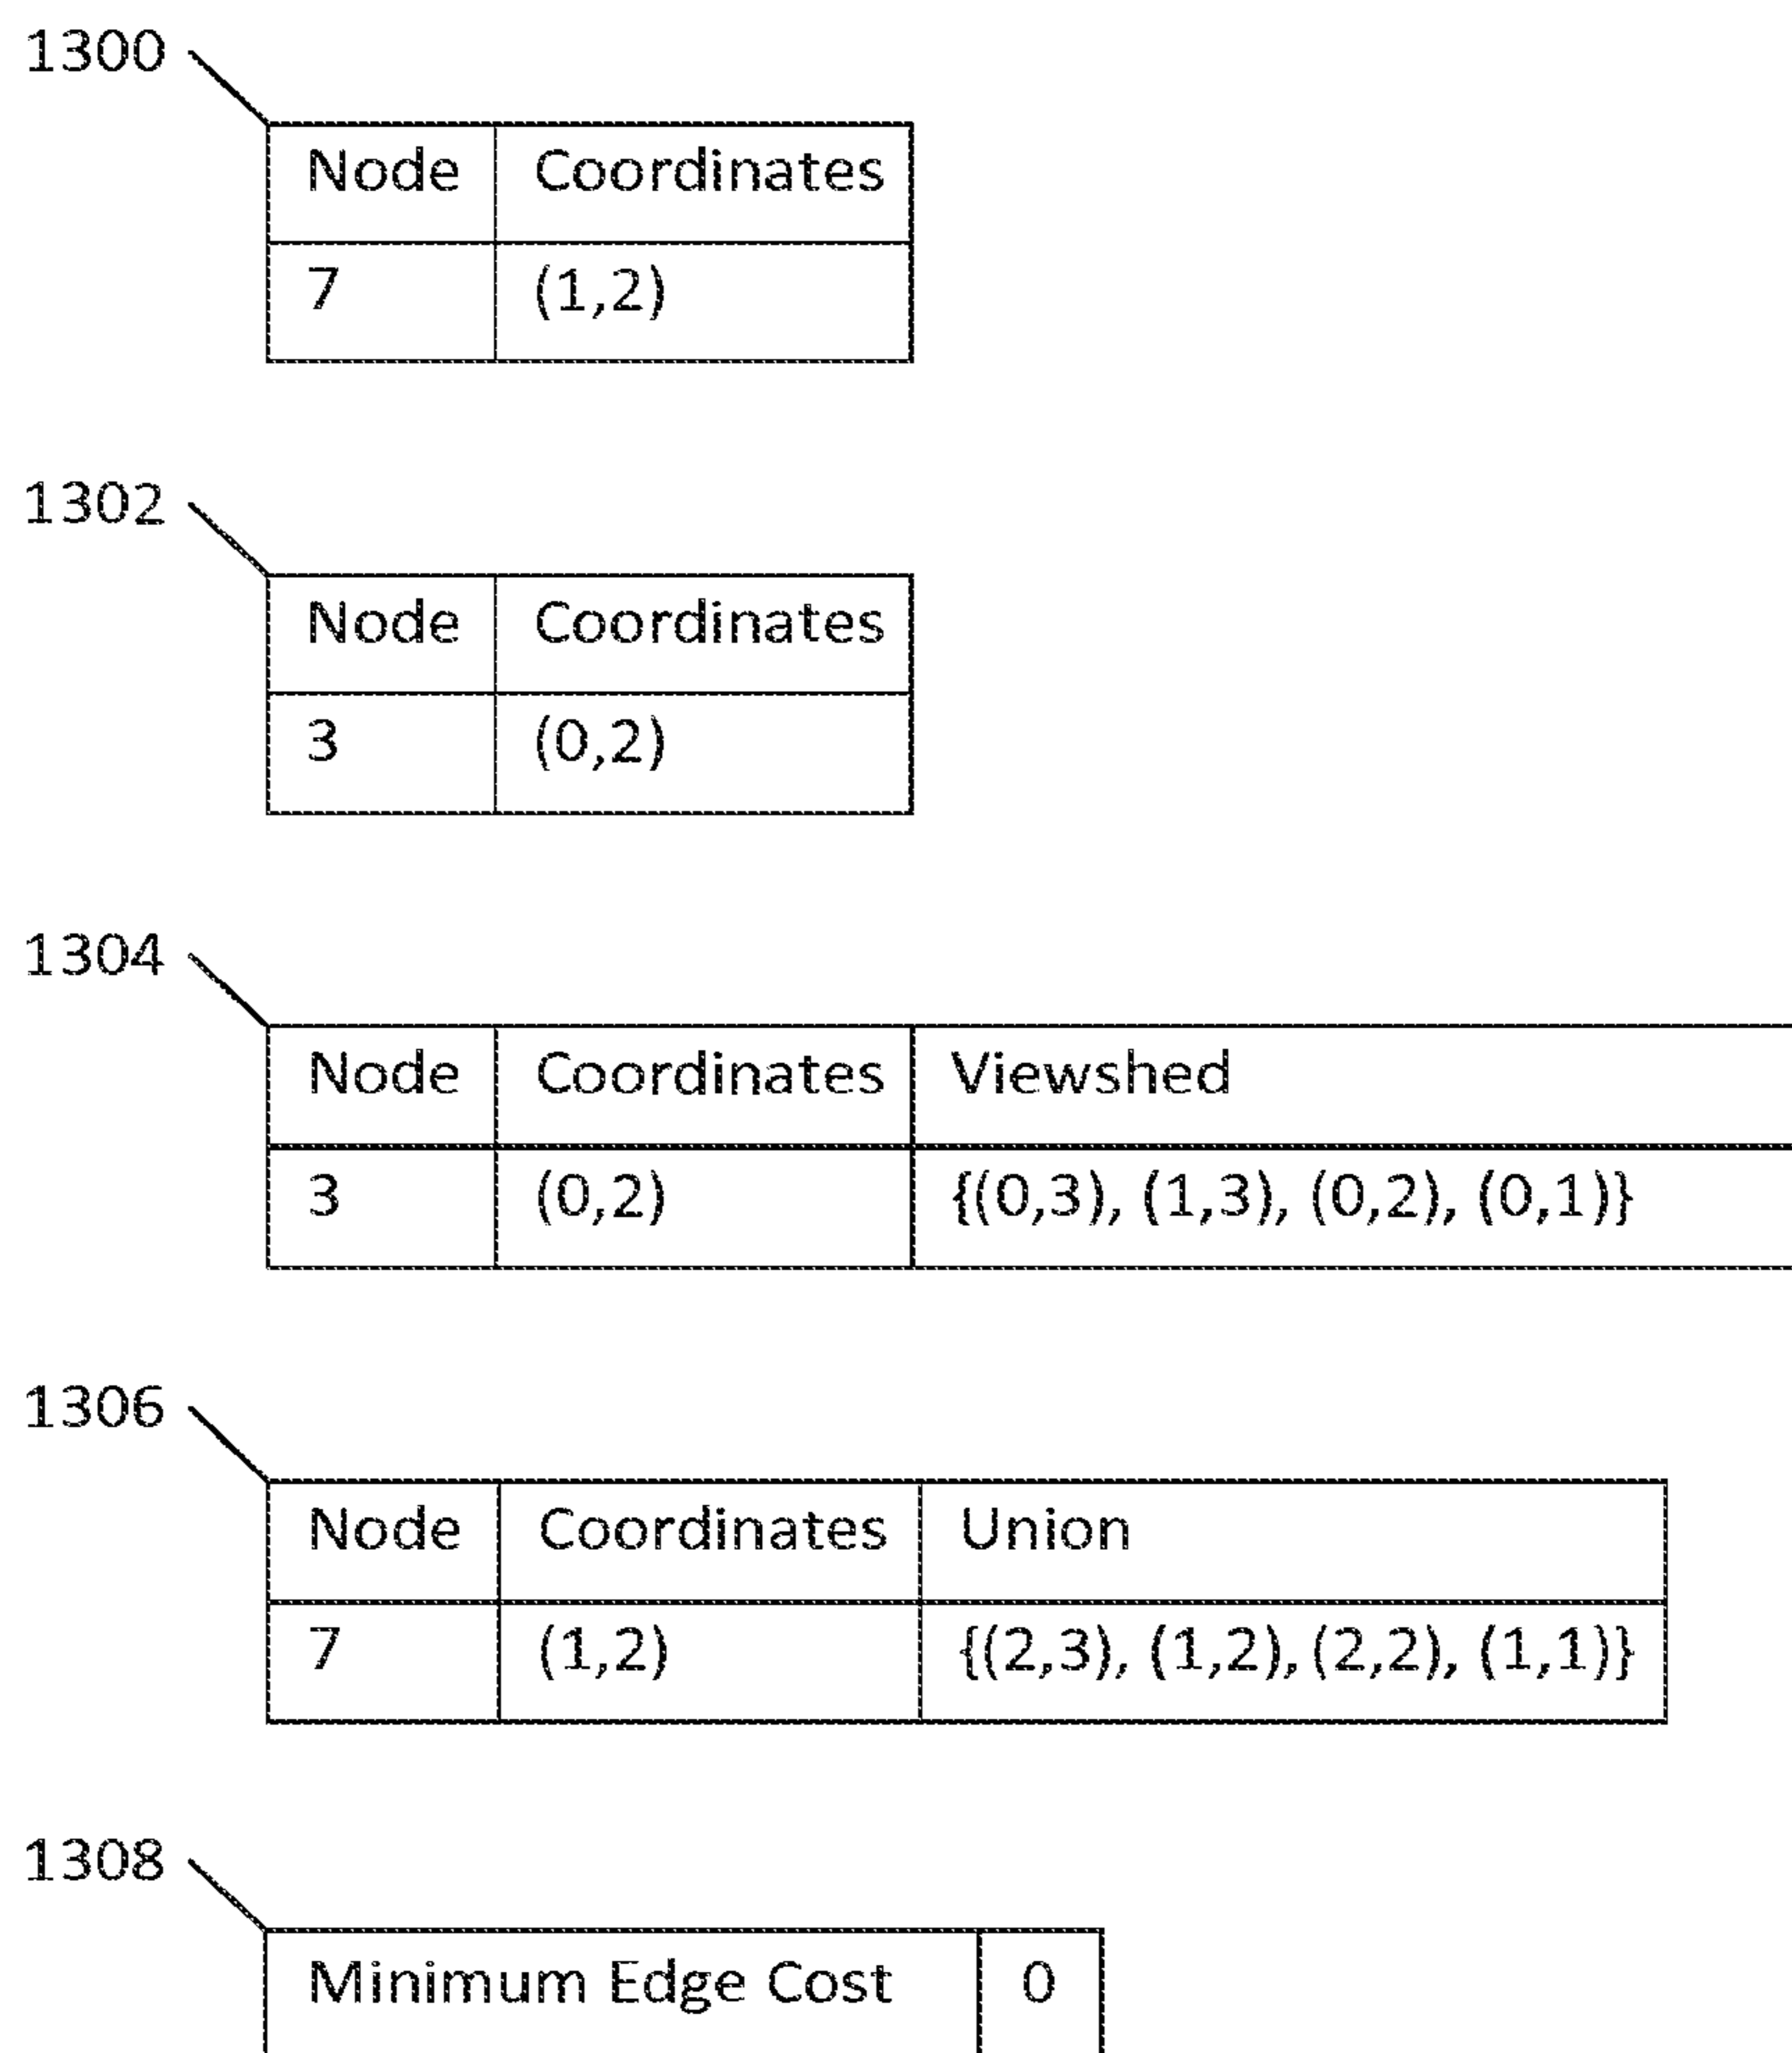 1300
Node Coordinates
7 (1,2)
1302
Node Coordinates
3 (0,2)
1304
Node Coordinates Viewshed
3 (0,2) {(0,3), (1,3), (0,2), (0,1)}
1306
Node Coordinates Union
7 (1,2) {(2,3), (1,2), (2,2), (1,1)}
1308
Minimum Edge Cost 0